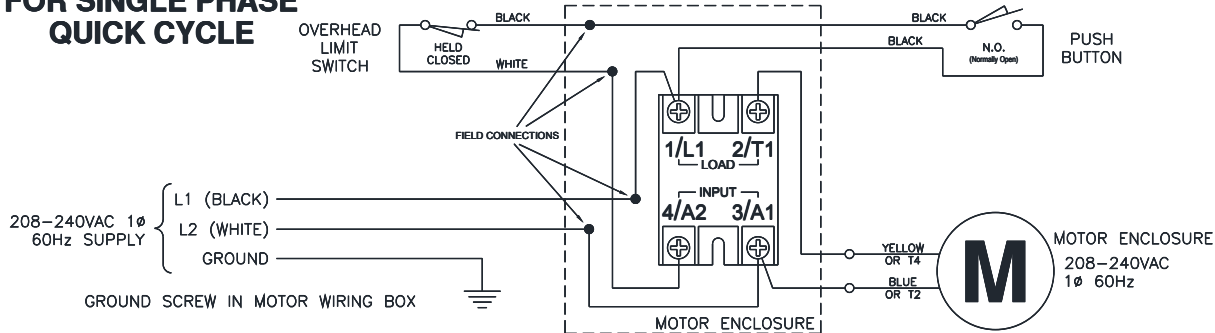 FOR SINGLE PHASE
QUICK CYCLE
OVERHEAD
LIMIT
SWITCH
BLACK
HELD
CLOSED
WHITE
BLACK
BLACK
N.O.
(Normally Open)
PUSH
BUTTON
FIELD CONNECTIONS
1/L1 2/T1
LOAD
INPUT
4/A2 3/A1
208-240VAC 1ø
60Hz SUPPLY
L1 (BLACK)
L2 (WHITE)
GROUND
GROUND SCREW IN MOTOR WIRING BOX
YELLOW
OR T4
BLUE
OR T2
M
MOTOR ENCLOSURE
208-240VAC
1ø 60Hz
MOTOR ENCLOSURE